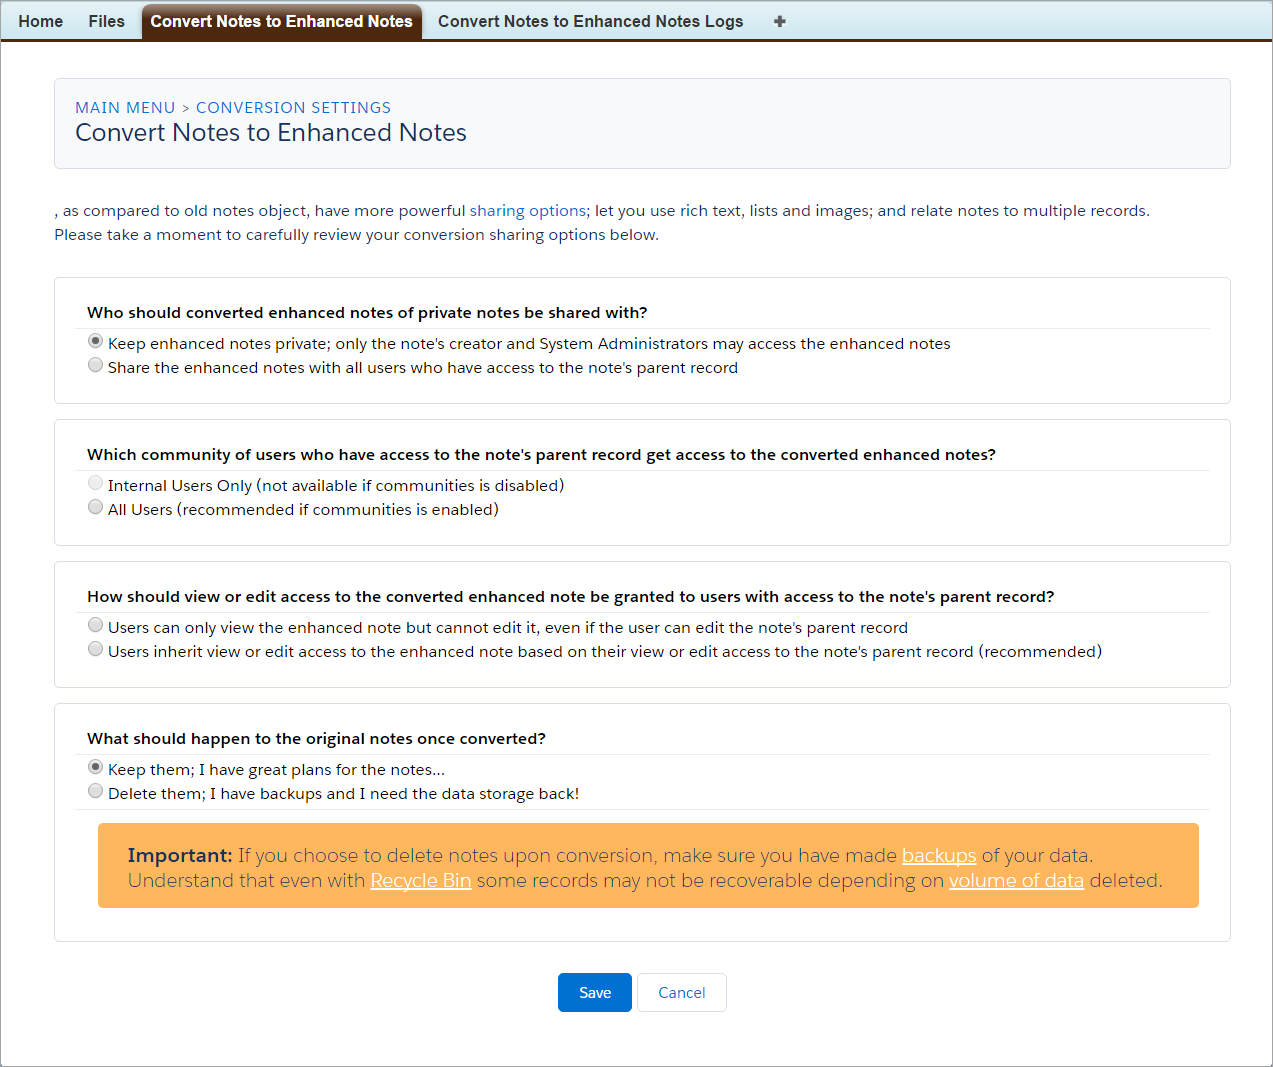 Home Files Convert Notes to Enhanced Notes Convert Notes to Enhanced Notes Logs +
MAIN MENU > CONVERSION SETTINGS
Convert Notes to Enhanced Notes
, as compared to old notes object, have more powerful sharing options; let you use rich text, lists and images; and relate notes to multiple records.
Please take a moment to carefully review your conversion sharing options below.
Who should converted enhanced notes of private notes be shared with?
Keep enhanced notes private; only the note's creator and System Administrators may access the enhanced notes
Share the enhanced notes with all users who have access to the note's parent record
Which community of users who have access to the note's parent record get access to the converted enhanced notes?
Internal Users Only (not available if communities is disabled)
All Users (recommended if communities is enabled)
How should view or edit access to the converted enhanced note be granted to users with access to the note's parent record?
Users can only view the enhanced note but cannot edit it, even if the user can edit the note's parent record
Users inherit view or edit access to the enhanced note based on their view or edit access to the note's parent record (recommended)
What should happen to the original notes once converted?
Keep them; I have great plans for the notes...
Delete them; I have backups and I need the data storage back!
Important: If you choose to delete notes upon conversion, make sure you have made backups of your data.
Understand that even with Recycle Bin some records may not be recoverable depending on volume of data deleted.
Save Cancel